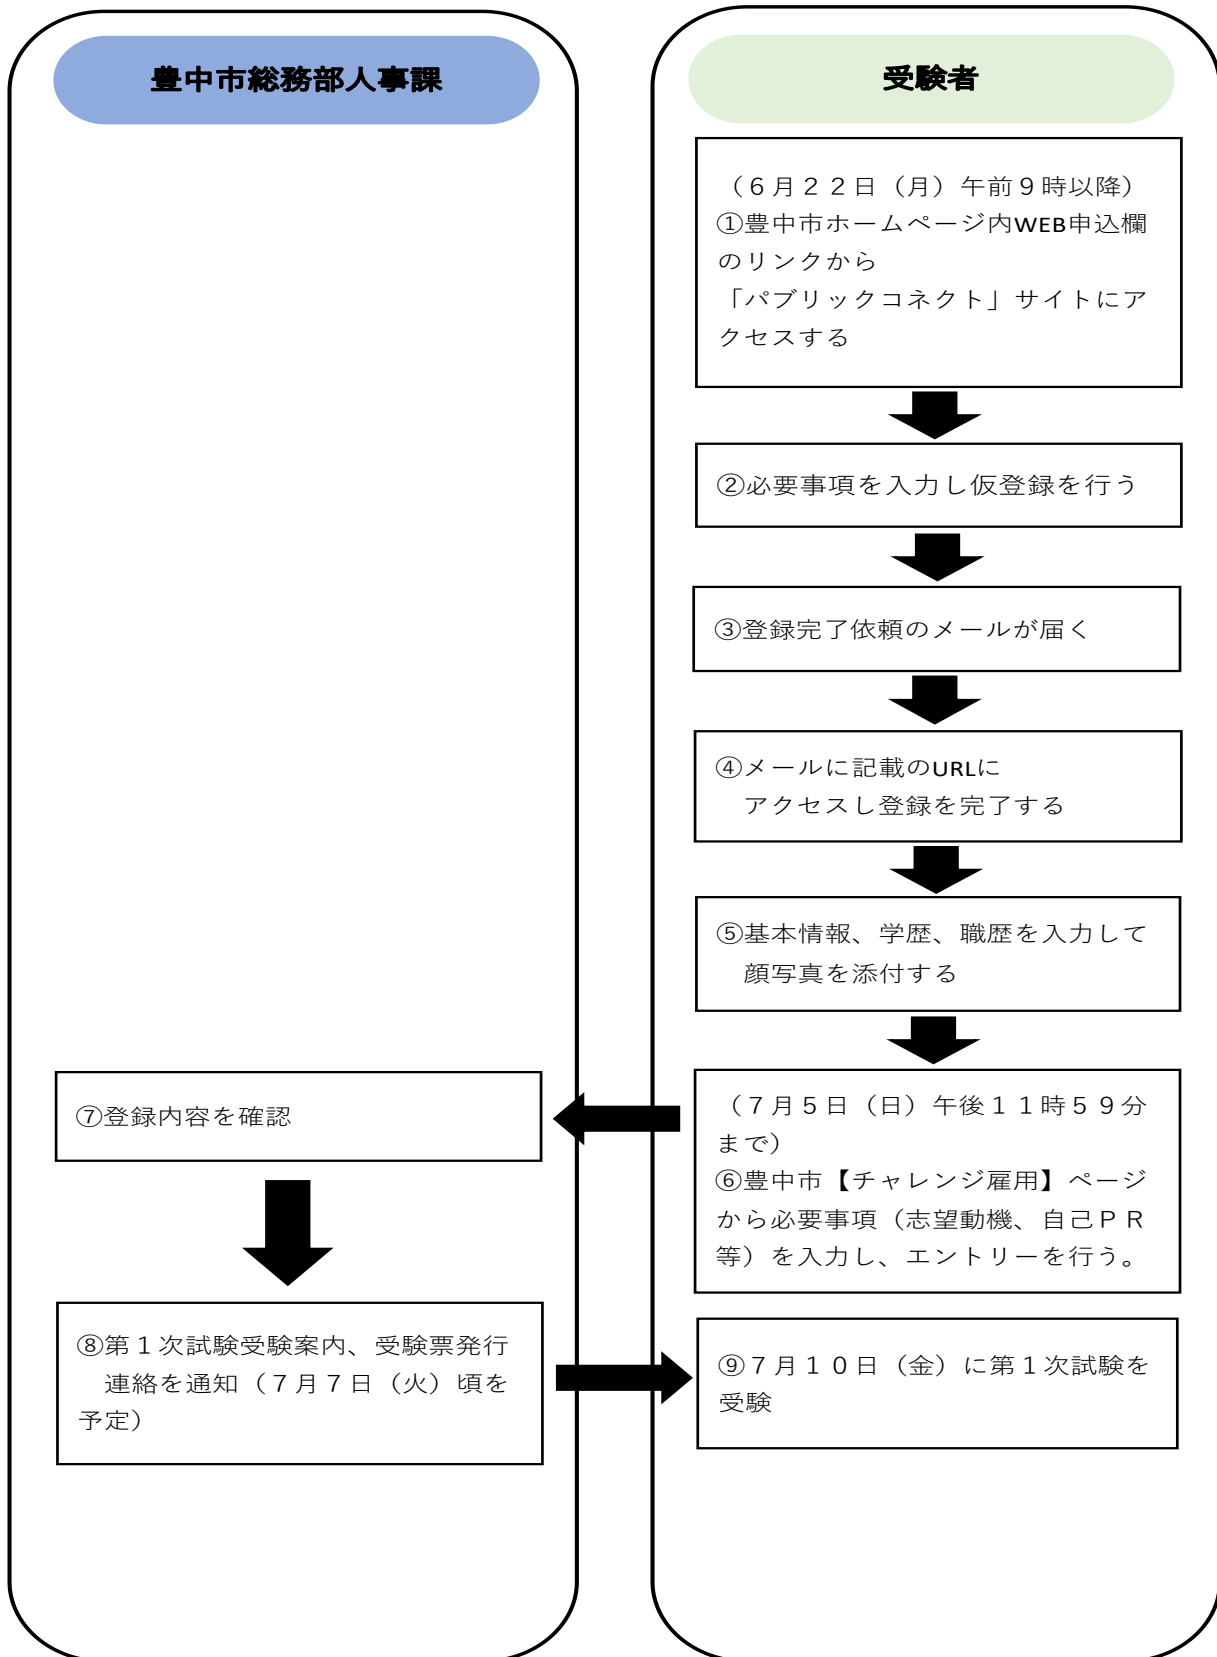 豊中市総務部人事課
受験者
（６月２２日（月）午前９時以降）
①豊中市ホームページ内WEB申込欄
のリンクから
「パブリックコネクト」サイトにア
クセスする
②必要事項を入力し仮登録を行う
③登録完了依頼のメールが届く
④メールに記載のURLに
アクセスし登録を完了する
⑤基本情報、学歴、職歴を入力して
顔写真を添付する
（７月５日（日）午後１１時５９分
まで）
⑥豊中市【チャレンジ雇用】ページ
から必要事項（志望動機、自己ＰＲ
等）を入力し、エントリーを行う。
⑦登録内容を確認
⑧第１次試験受験案内、受験票発行
連絡を通知（７月７日（火）頃を
予定）
⑨７月１０日（金）に第１次試験を
受験